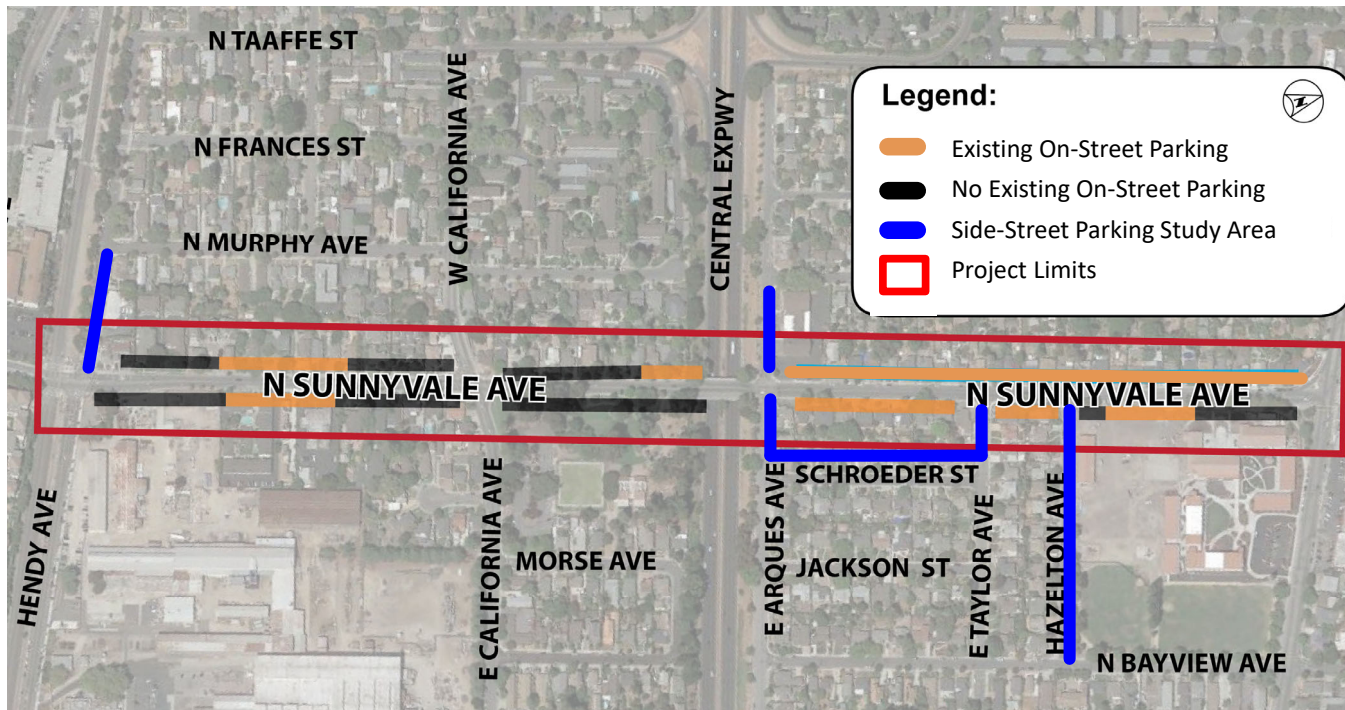 N TAAFFE ST
N FRANCES ST
N MURPHY AVE
W CALIFORNIA AVE
CENTRAL EXPWY
Legend:
Existing On-Street Parking
No Existing On-Street Parking
Side-Street Parking Study Area
Project Limits
N SUNNYVALE AVE
N SUNNYVALE AVE
HENDY AVE
E CALIFORNIA AVE
MORSE AVE
E ARQUES AVE
SCHROEDER ST
JACKSON ST
E TAYLOR AVE
HAZELTON AVE
N BAYVIEW AVE